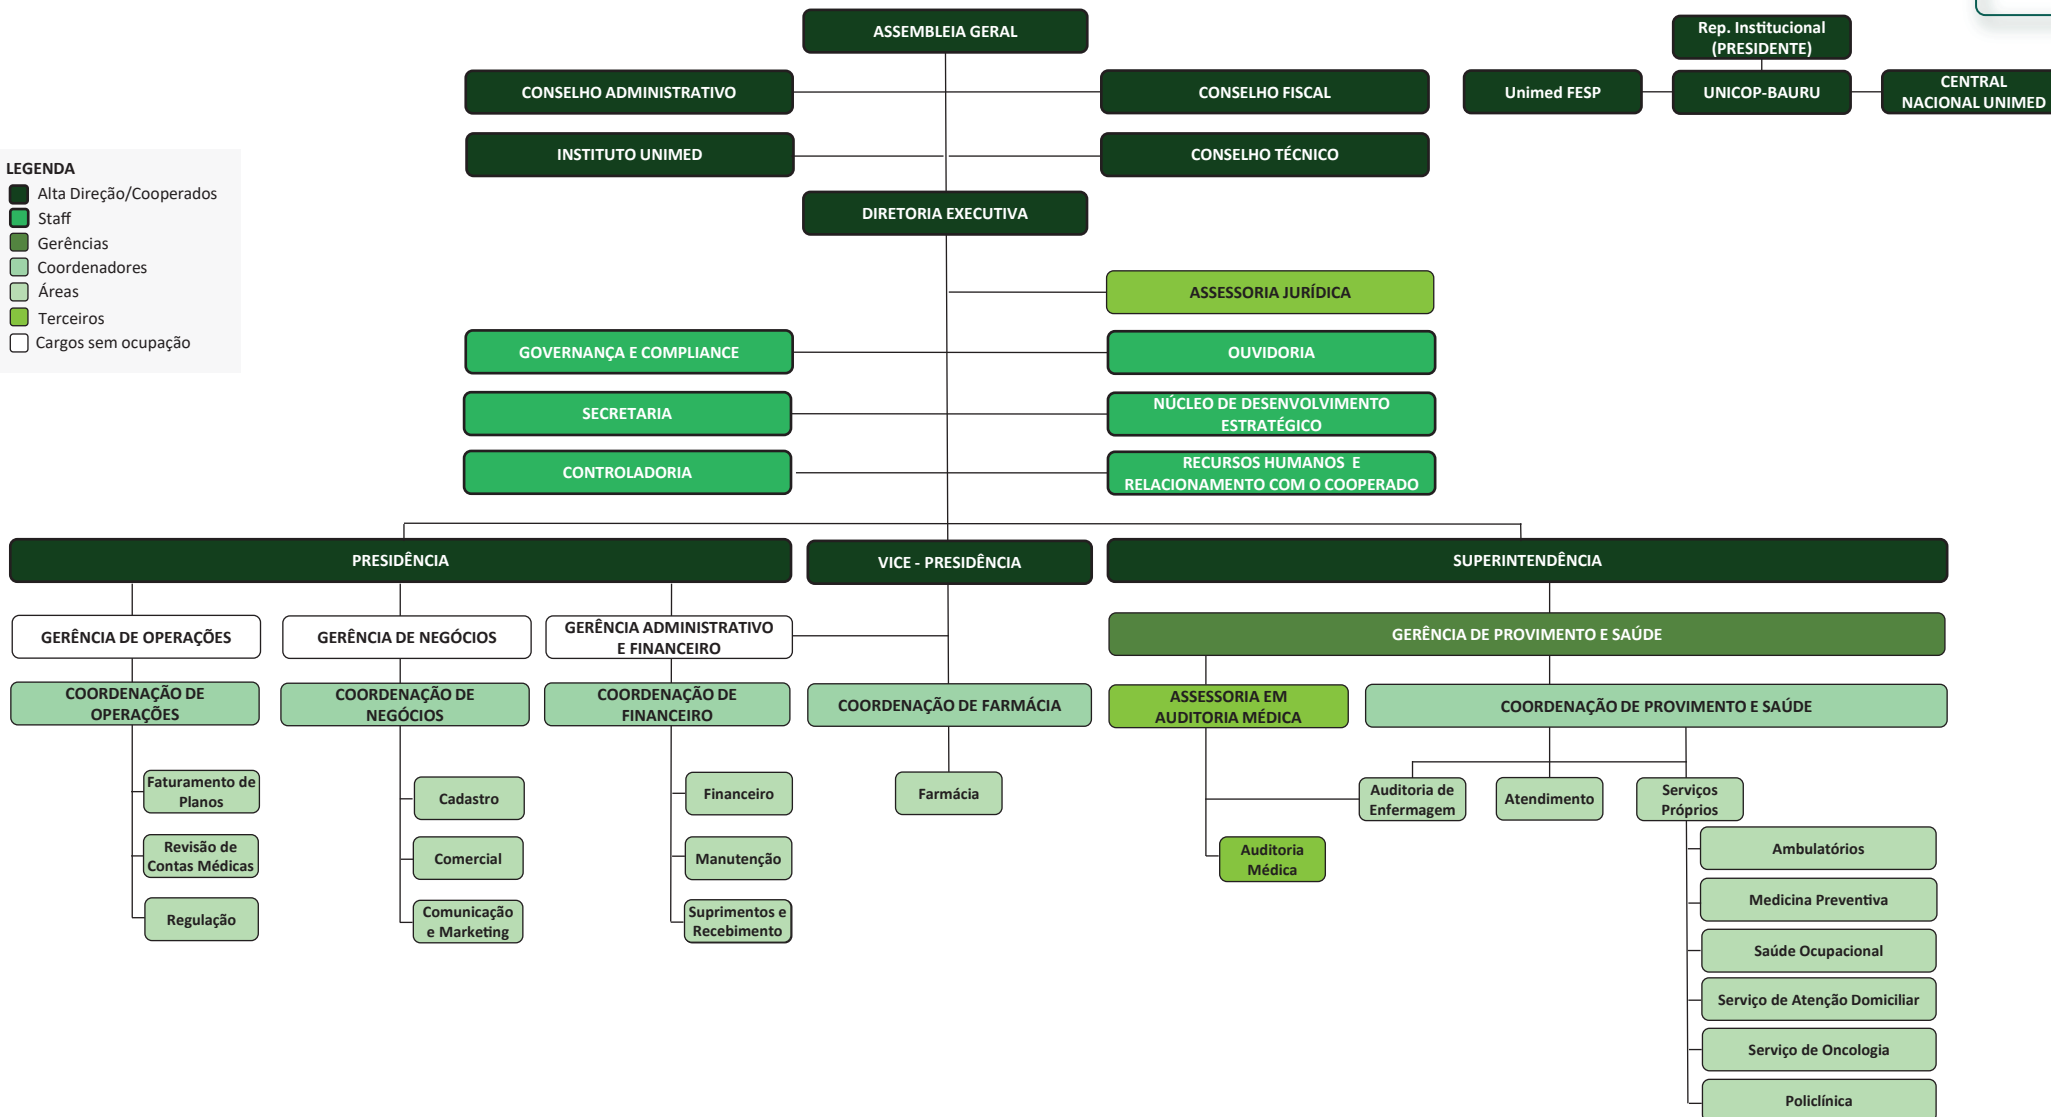 ASSEMBLEIA GERAL
Rep. Institucional
(PRESIDENTE)
CONSELHO ADMINISTRATIVO
CONSELHO FISCAL
Unimed FESP
UNICOP-BAURU
CENTRAL
NACIONAL UNIMED
INSTITUTO UNIMED
CONSELHO TÉCNICO
LEGENDA
Alta Direção/Cooperados
Staff
Gerências
Coordenadores
Áreas
Terceiros
Cargos sem ocupação
DIRETORIA EXECUTIVA
ASSESSORIA JURÍDICA
GOVERNANÇA E COMPLIANCE
OUVIDORIA
SECRETARIA
NÚCLEO DE DESENVOLVIMENTO
ESTRATÉGICO
CONTROLADORIA
RECURSOS HUMANOS E
RELACIONAMENTO COM O COOPERADO
PRESIDÊNCIA
VICE - PRESIDÊNCIA
SUPERINTENDÊNCIA
GERÊNCIA DE OPERAÇÕES
GERÊNCIA DE NEGÓCIOS
GERÊNCIA ADMINISTRATIVO
E FINANCEIRO
GERÊNCIA DE PROVIMENTO E SAÚDE
COORDENAÇÃO DE
OPERAÇÕES
COORDENAÇÃO DE
NEGÓCIOS
COORDENAÇÃO DE
FINANCEIRO
COORDENAÇÃO DE FARMÁCIA
ASSESSORIA EM
AUDITORIA MÉDICA
COORDENAÇÃO DE PROVIMENTO E SAÚDE
Faturamento de
Planos
Cadastro
Financeiro
Farmácia
Auditoria de
Enfermagem
Atendimento
Serviços
Próprios
Revisão de
Contas Médicas
Comercial
Manutenção
Auditoria
Médica
Ambulatórios
Medicina Preventiva
Regulação
Comunicação
e Marketing
Suprimentos e
Recebimento
Saúde Ocupacional
Serviço de Atenção Domiciliar
Serviço de Oncologia
Policlínica